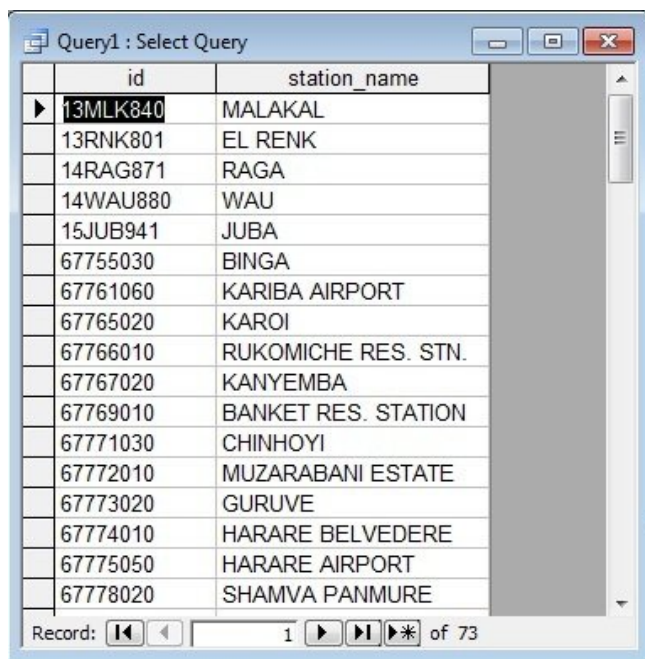 Query1 : Select Query
id station_name
13MLK840 MALAKAL
13RNK801 EL RENK
14RAG871 RAGA
14WAU880 WAU
15JUB941 JUBA
67755030 BINGA
67761060 KARIBA AIRPORT
67765020 KAROI
67766010 RUKOMICHE RES. STN.
67767020 KANYEMBA
67769010 BANKET RES. STATION
67771030 CHINHOYI
67772010 MUZARABANI ESTATE
67773020 GURUVE
67774010 HARARE BELVEDERE
67775050 HARARE AIRPORT
67778020 SHAMVA PANMURE
Record: 1 of 73